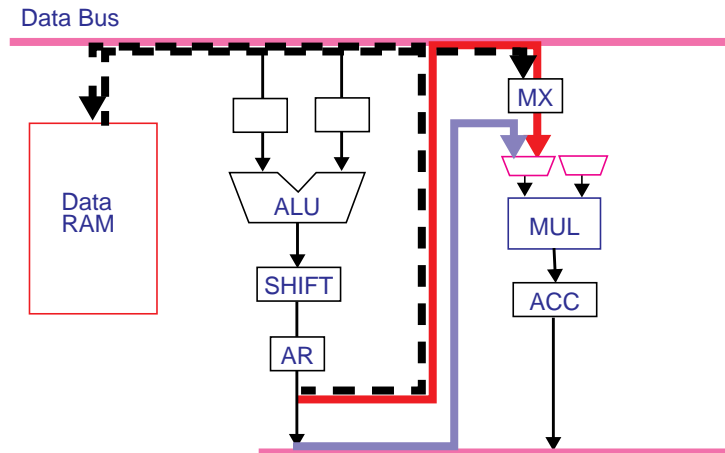 Data Bus
MX
Data
RAM
ALU
MUL
SHIFT
ACC
AR